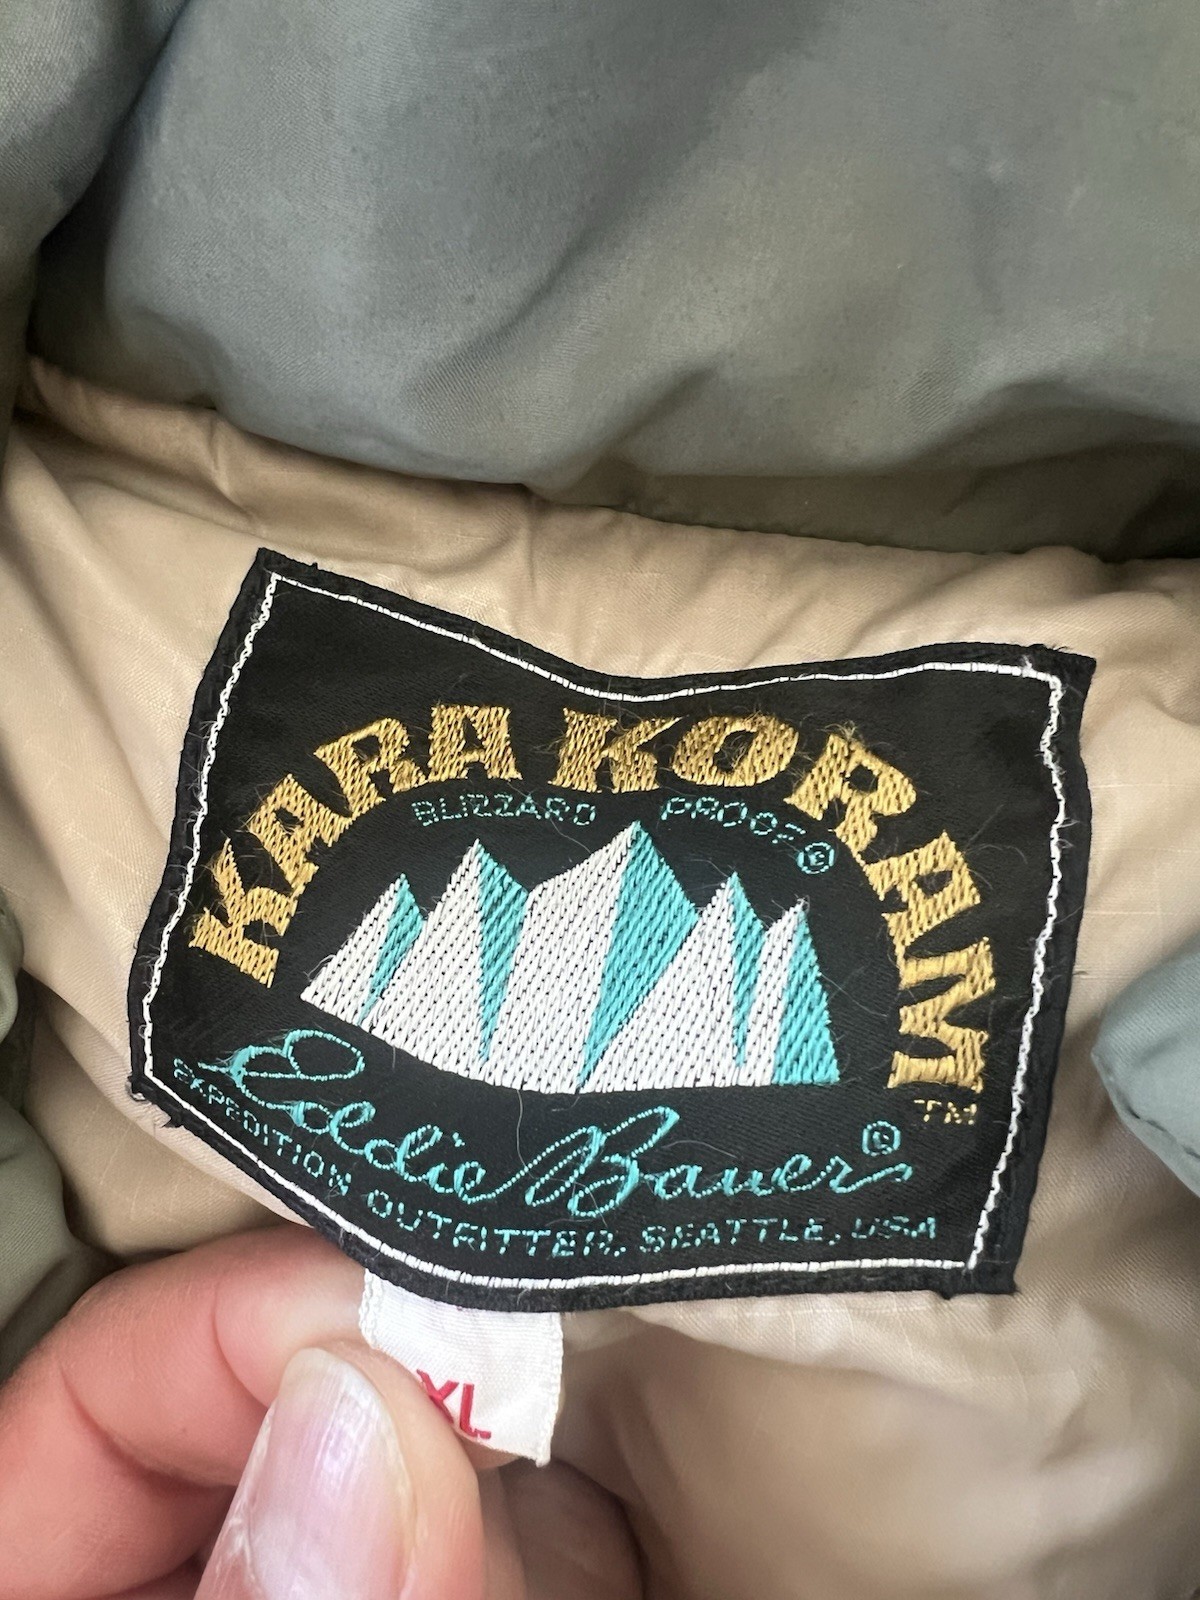 KARA KORAM
BLIZZARD PROOF©
TM
Eddie Bauer©
EXPEDITION OUTFITTER, SEATTLE, USA
XL